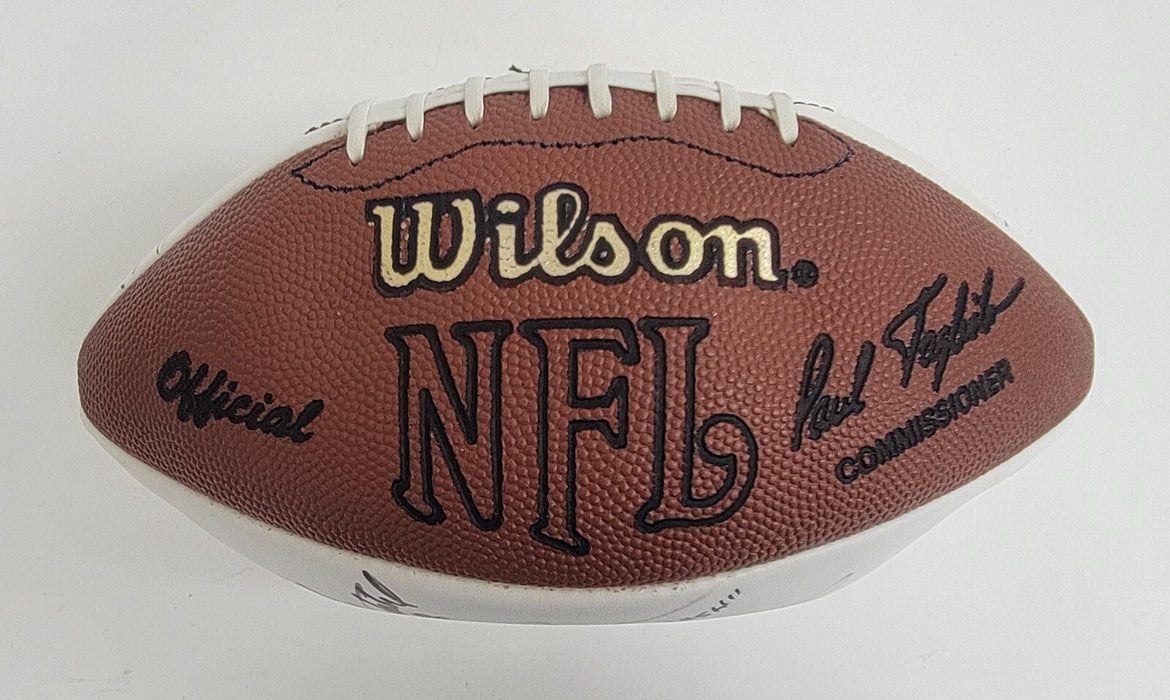 Wilson®
NFL
Official
Paul Tagliabue
COMMISSIONER